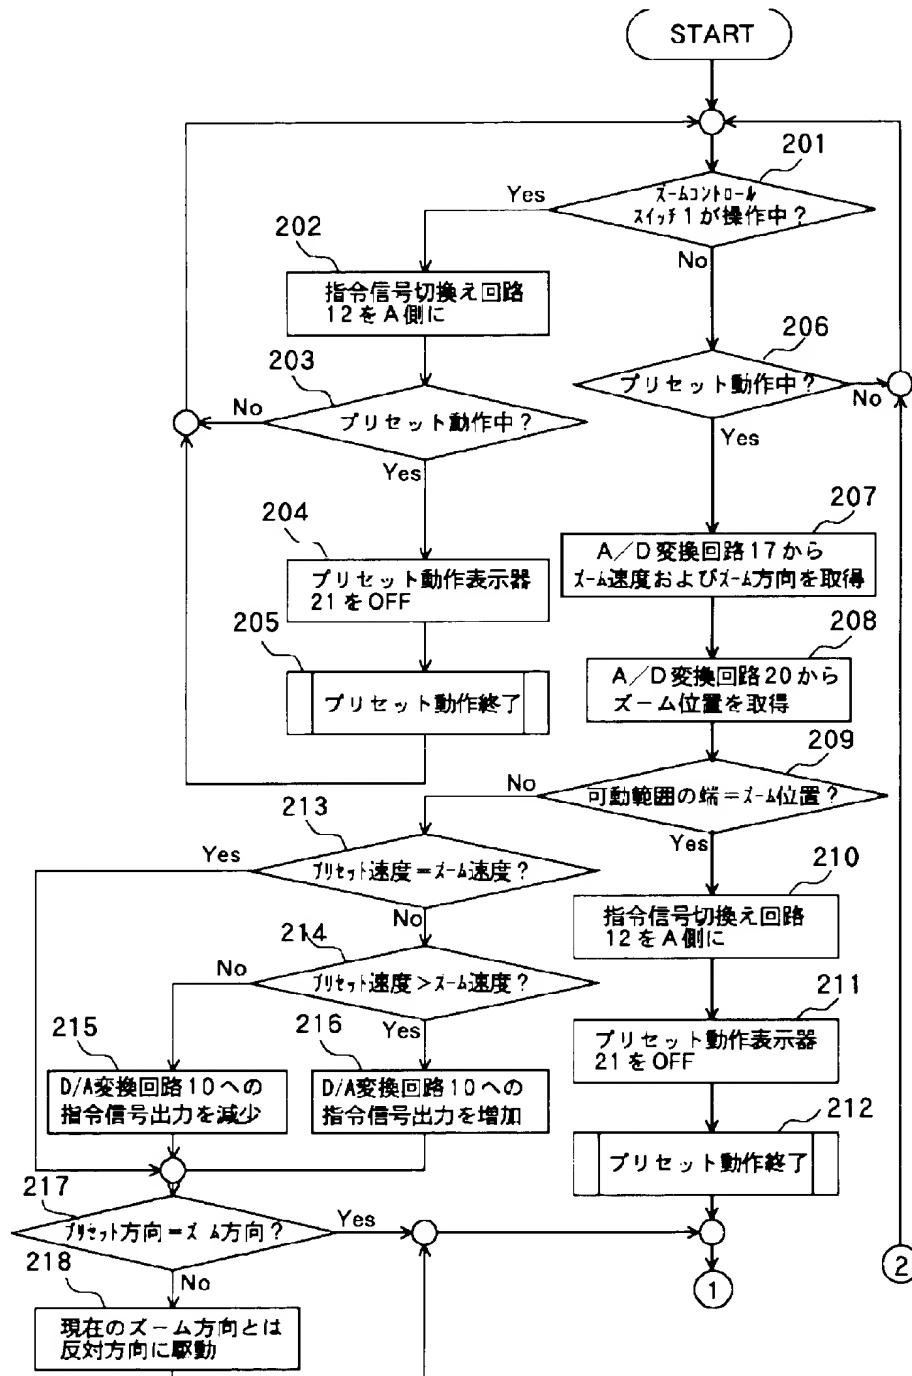 START
201
ズームコントロール
スイッチ1が操作中?
Yes
No
202
指令信号切換え回路
12をA側に
203
プリセット動作中?
No
Yes
204
プリセット動作表示器
21をOFF
205
プリセット動作終了
206
プリセット動作中?
No
Yes
207
A/D変換回路17から
ズーム速度およびズーム方向を取得
208
A/D変換回路20から
ズーム位置を取得
209
可動範囲の端=ズーム位置?
No
Yes
210
指令信号切換え回路
12をA側に
211
プリセット動作表示器
21をOFF
212
プリセット動作終了
213
プリセット速度=ズーム速度?
Yes
No
214
プリセット速度>ズーム速度?
No
Yes
215
D/A変換回路10への
指令信号出力を減少
216
D/A変換回路10への
指令信号出力を増加
217
プリセット方向=ズーム方向?
Yes
No
218
現在のズーム方向とは
反対方向に駆動
1
2